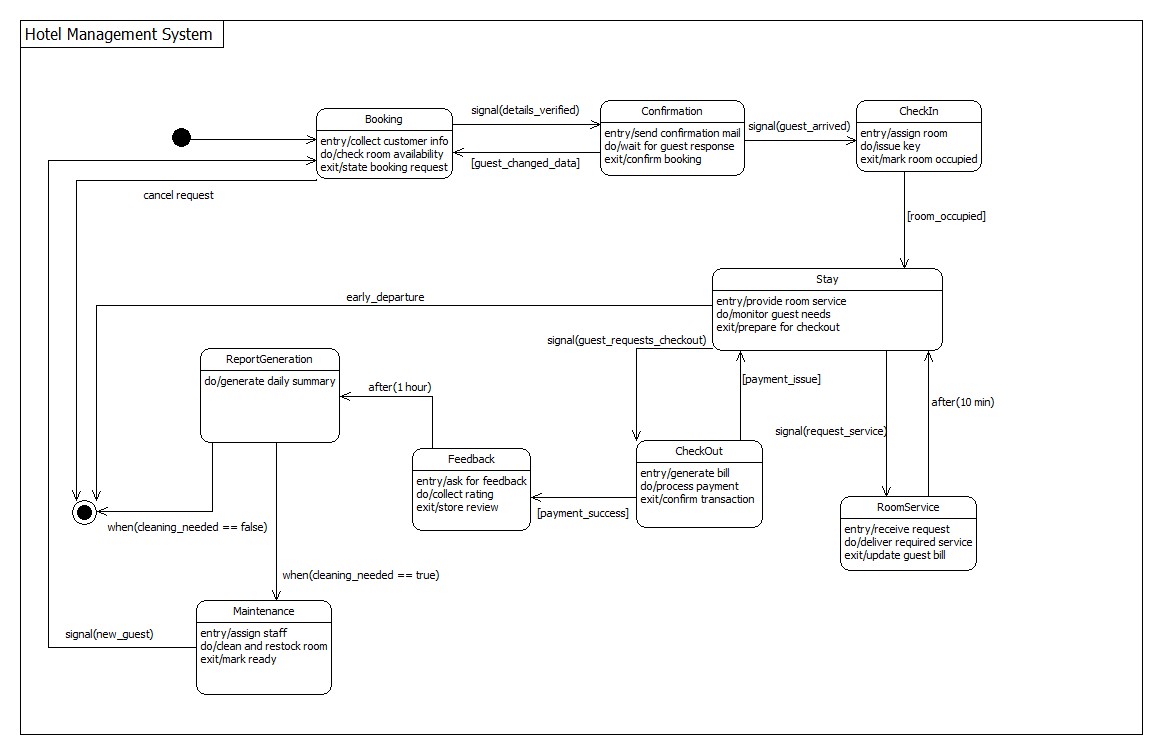 Hotel Management System
Booking
entry/collect customer info
do/check room availability
exit/state booking request
signal(details_verified)
[guest_changed_data]
Confirmation
entry/send confirmation mail
do/wait for guest response
exit/confirm booking
signal(guest_arrived)
CheckIn
entry/assign room
do/issue key
exit/mark room occupied
cancel request
[room_occupied]
Stay
entry/provide room service
do/monitor guest needs
exit/prepare for checkout
early_departure
signal(guest_requests_checkout)
[payment_issue]
after(10 min)
signal(request_service)
ReportGeneration
do/generate daily summary
after(1 hour)
Feedback
entry/ask for feedback
do/collect rating
exit/store review
CheckOut
entry/generate bill
do/process payment
exit/confirm transaction
[payment_success]
RoomService
entry/receive request
do/deliver required service
exit/update guest bill
when(cleaning_needed == false)
when(cleaning_needed == true)
Maintenance
entry/assign staff
do/clean and restock room
exit/mark ready
signal(new_guest)